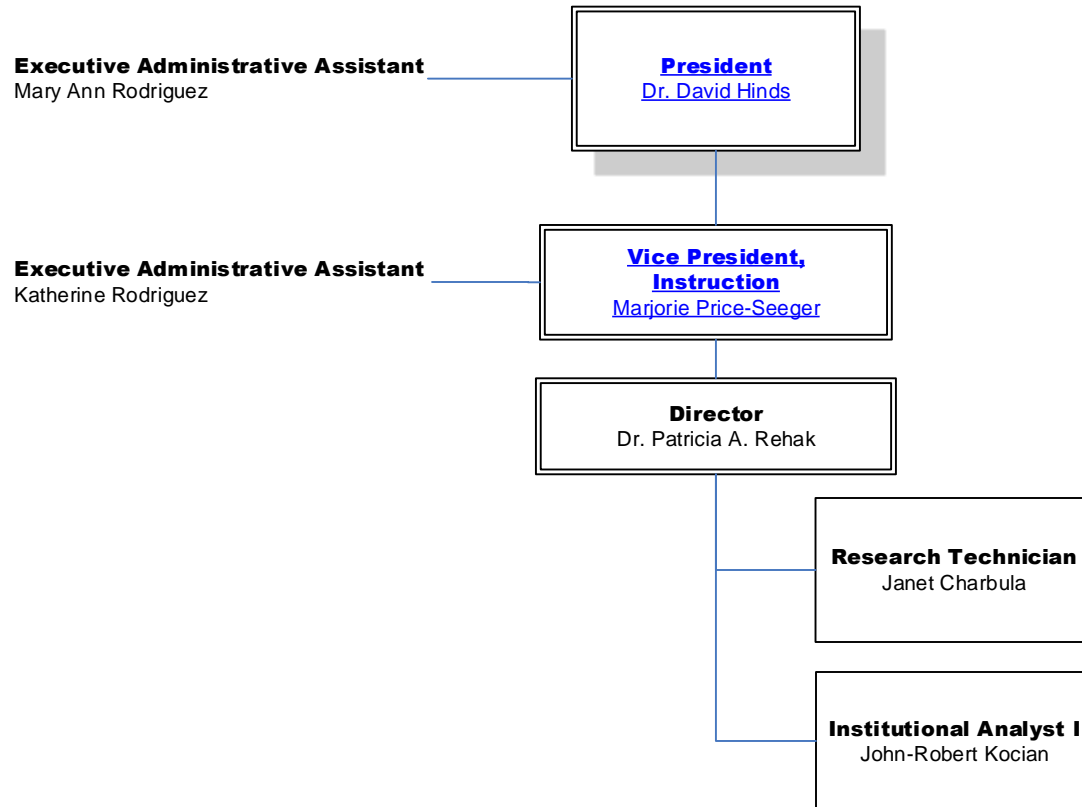 Executive Administrative Assistant
Mary Ann Rodriguez
President
Dr. David Hinds
Executive Administrative Assistant
Katherine Rodriguez
Vice President,
Instruction
Marjorie Price-Seeger
Director
Dr. Patricia A. Rehak
Research Technician
Janet Charbula
Institutional Analyst I
John-Robert Kocian